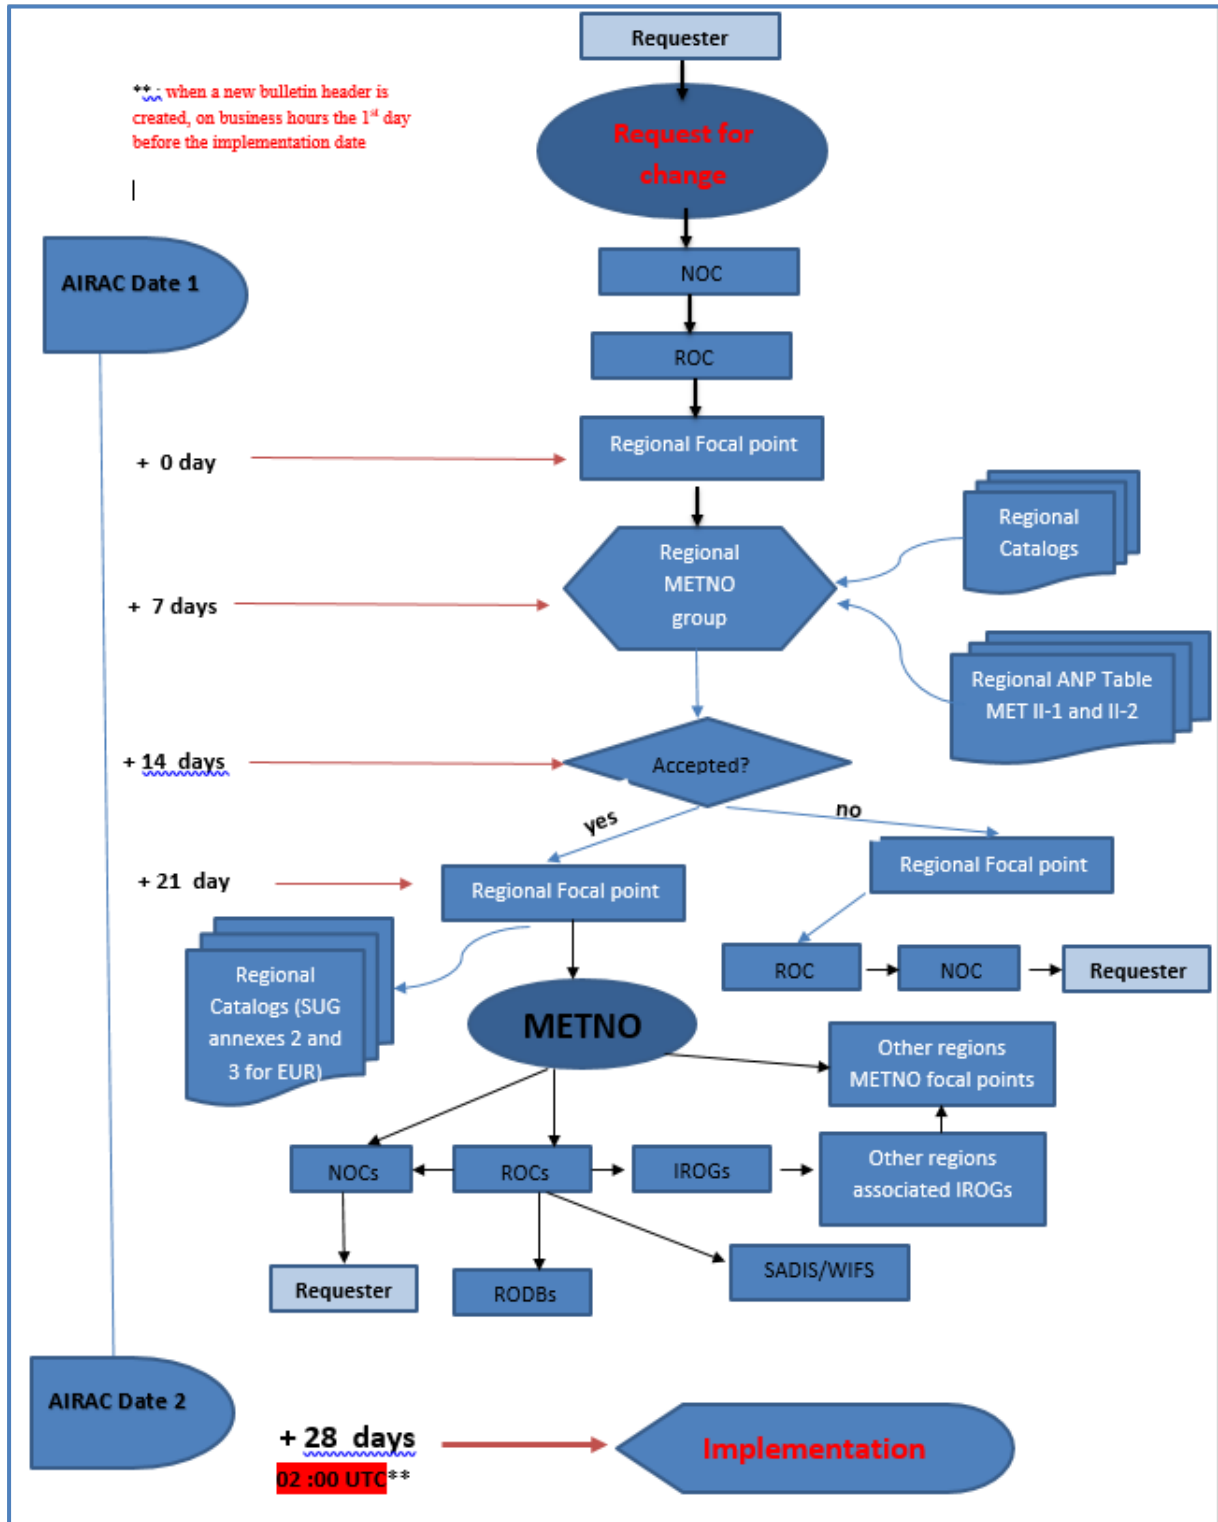 Requester
** : when a new bulletin header is
created, on business hours the 1st day
before the implementation date
Request for
change
NOC
AIRAC Date 1
ROC
Regional Focal point
+ 0 day
Regional
Catalogs
Regional
METNO
group
+ 7 days
Regional ANP Table
MET II-1 and II-2
+ 14 days
Accepted?
yes
no
Regional Focal point
+ 21 day
Regional Focal point
ROC
NOC
Requester
Regional
Catalogs (SUG
annexes 2 and
3 for EUR)
METNO
Other regions
METNO focal points
NOCs
ROCs
IROGs
Other regions
associated IROGs
SADIS/WIFS
Requester
RODBs
AIRAC Date 2
+ 28 days
02 :00 UTC**
Implementation